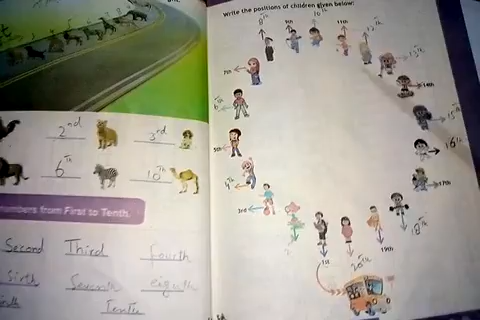 2nd
3rd
6th
10th
from First to Tenth.
Second Third Fourth
Seventh eighth
Tenth
Write the positions of children given below:
8th 9th 10th 11th 12th
7th 13th
6th 14th
15th
5th 16th
4th 17th
3rd 18th
1st 20th 19th